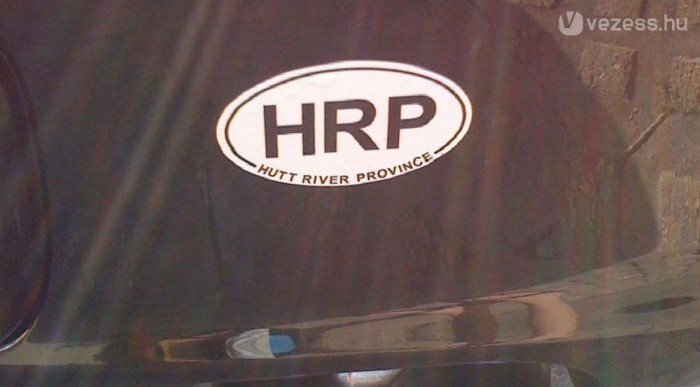 vezess.hu
HRP
HUTT RIVER PROVINCE